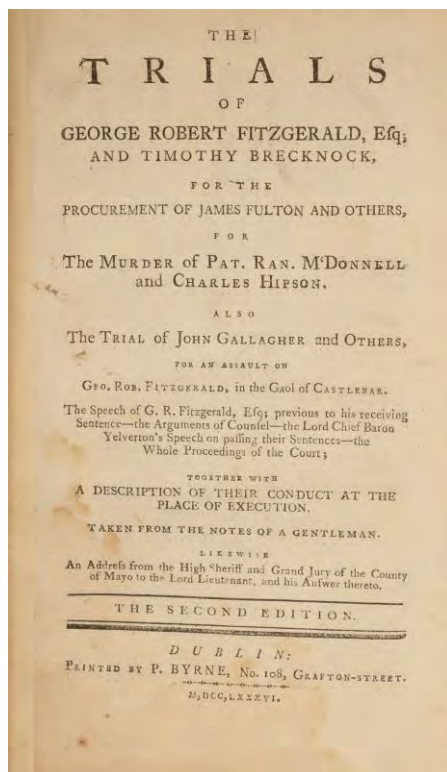 THE
TRIALS
OF
GEORGE ROBERT FITZGERALD, Eſq;
AND TIMOTHY BRECKNOCK,
FOR THE
PROCUREMENT OF JAMES FULTON AND OTHERS,
FOR
The MURDER of PAT. RAN. M'DONNELL
and CHARLES HIPSON.
ALSO
The TRIAL of JOHN GALLAGHER and OTHERS,
FOR AN ASSAULT ON
GEO. ROB. FITZGERALD, in the Gaol of CASTLEBAR.
The Speech of G. R. Fitzgerald, Eſq; previous to his receiving
Sentence—the Arguments of Counſel—the Lord Chief Baron
Yelverton's Speech on paſſing their Sentences—the
Whole Proceedings of the Court;
TOGETHER WITH
A DESCRIPTION OF THEIR CONDUCT AT THE
PLACE OF EXECUTION.
TAKEN FROM THE NOTES OF A GENTLEMAN.
LIKEWISE
An Addreſs from the High Sheriff and Grand Jury of the County
of Mayo to the Lord Lieutenant, and his Anſwer thereto.
THE SECOND EDITION.
DUBLIN:
PRINTED BY P. BYRNE, No. 108, GRAFTON-STREET.
M,DCC,LXXXVI.